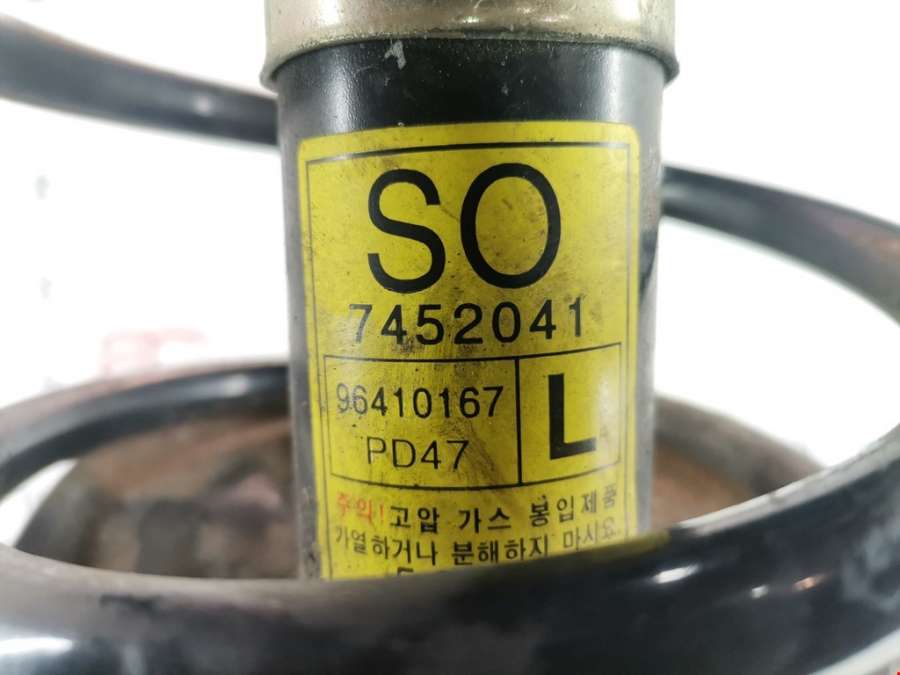 SO
7452041
96410167
L
PD47
주의! 고압 가스 봉입제품
가열하거나 분해하지 마시오